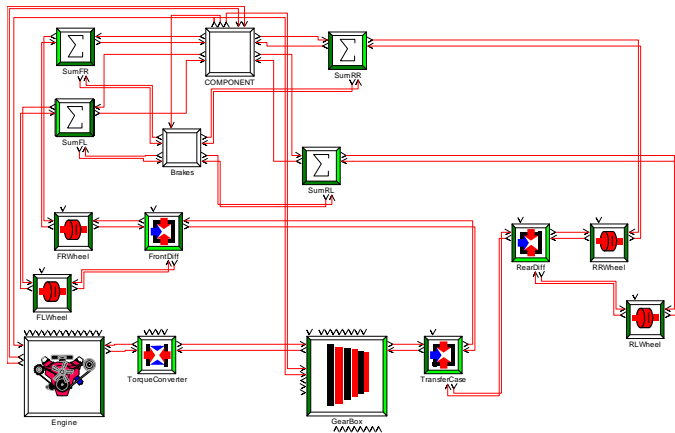 SumFR
COMPONENT
SumRR
SumFL
Brakes
SumRL
FRWheel
FrontDiff
RearDiff
RRWheel
FLWheel
RLWheel
TorqueConverter
TransferCase
Engine
GearBox